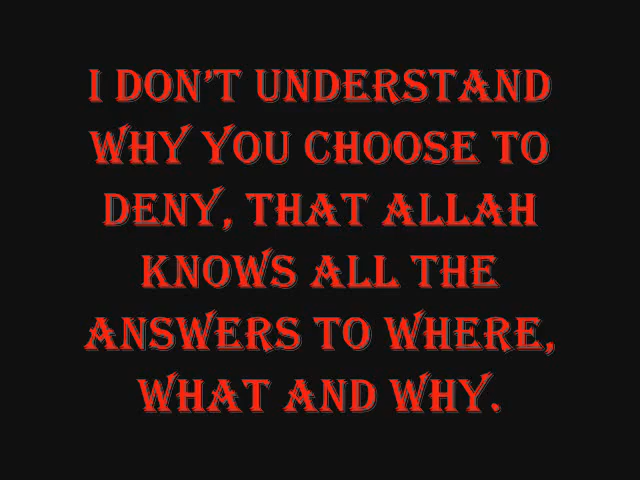 I DON'T UNDERSTAND
WHY YOU CHOOSE TO
DENY, THAT ALLAH
KNOWS ALL THE
ANSWERS TO WHERE,
WHAT AND WHY.